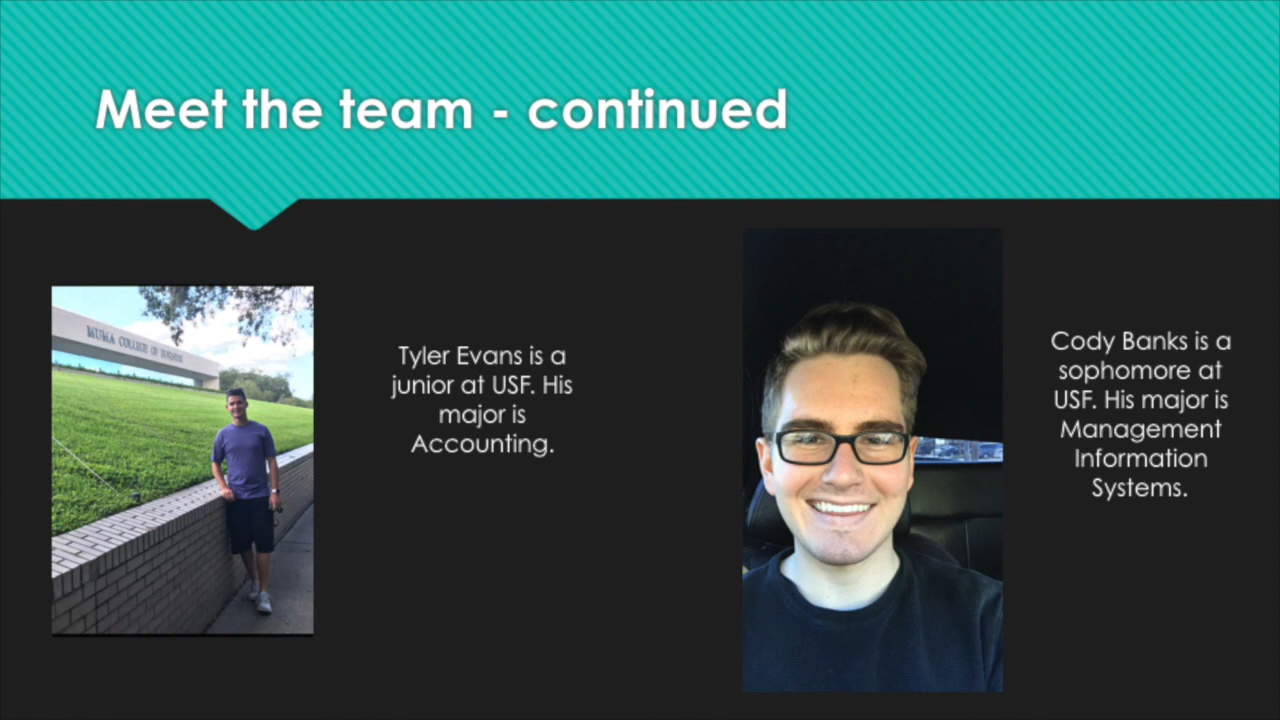 Meet the team - continued
MUMA COLLEGE OF BUSINESS
Tyler Evans is a
junior at USF. His
major is
Accounting.
Cody Banks is a
sophomore at
USF. His major is
Management
Information
Systems.